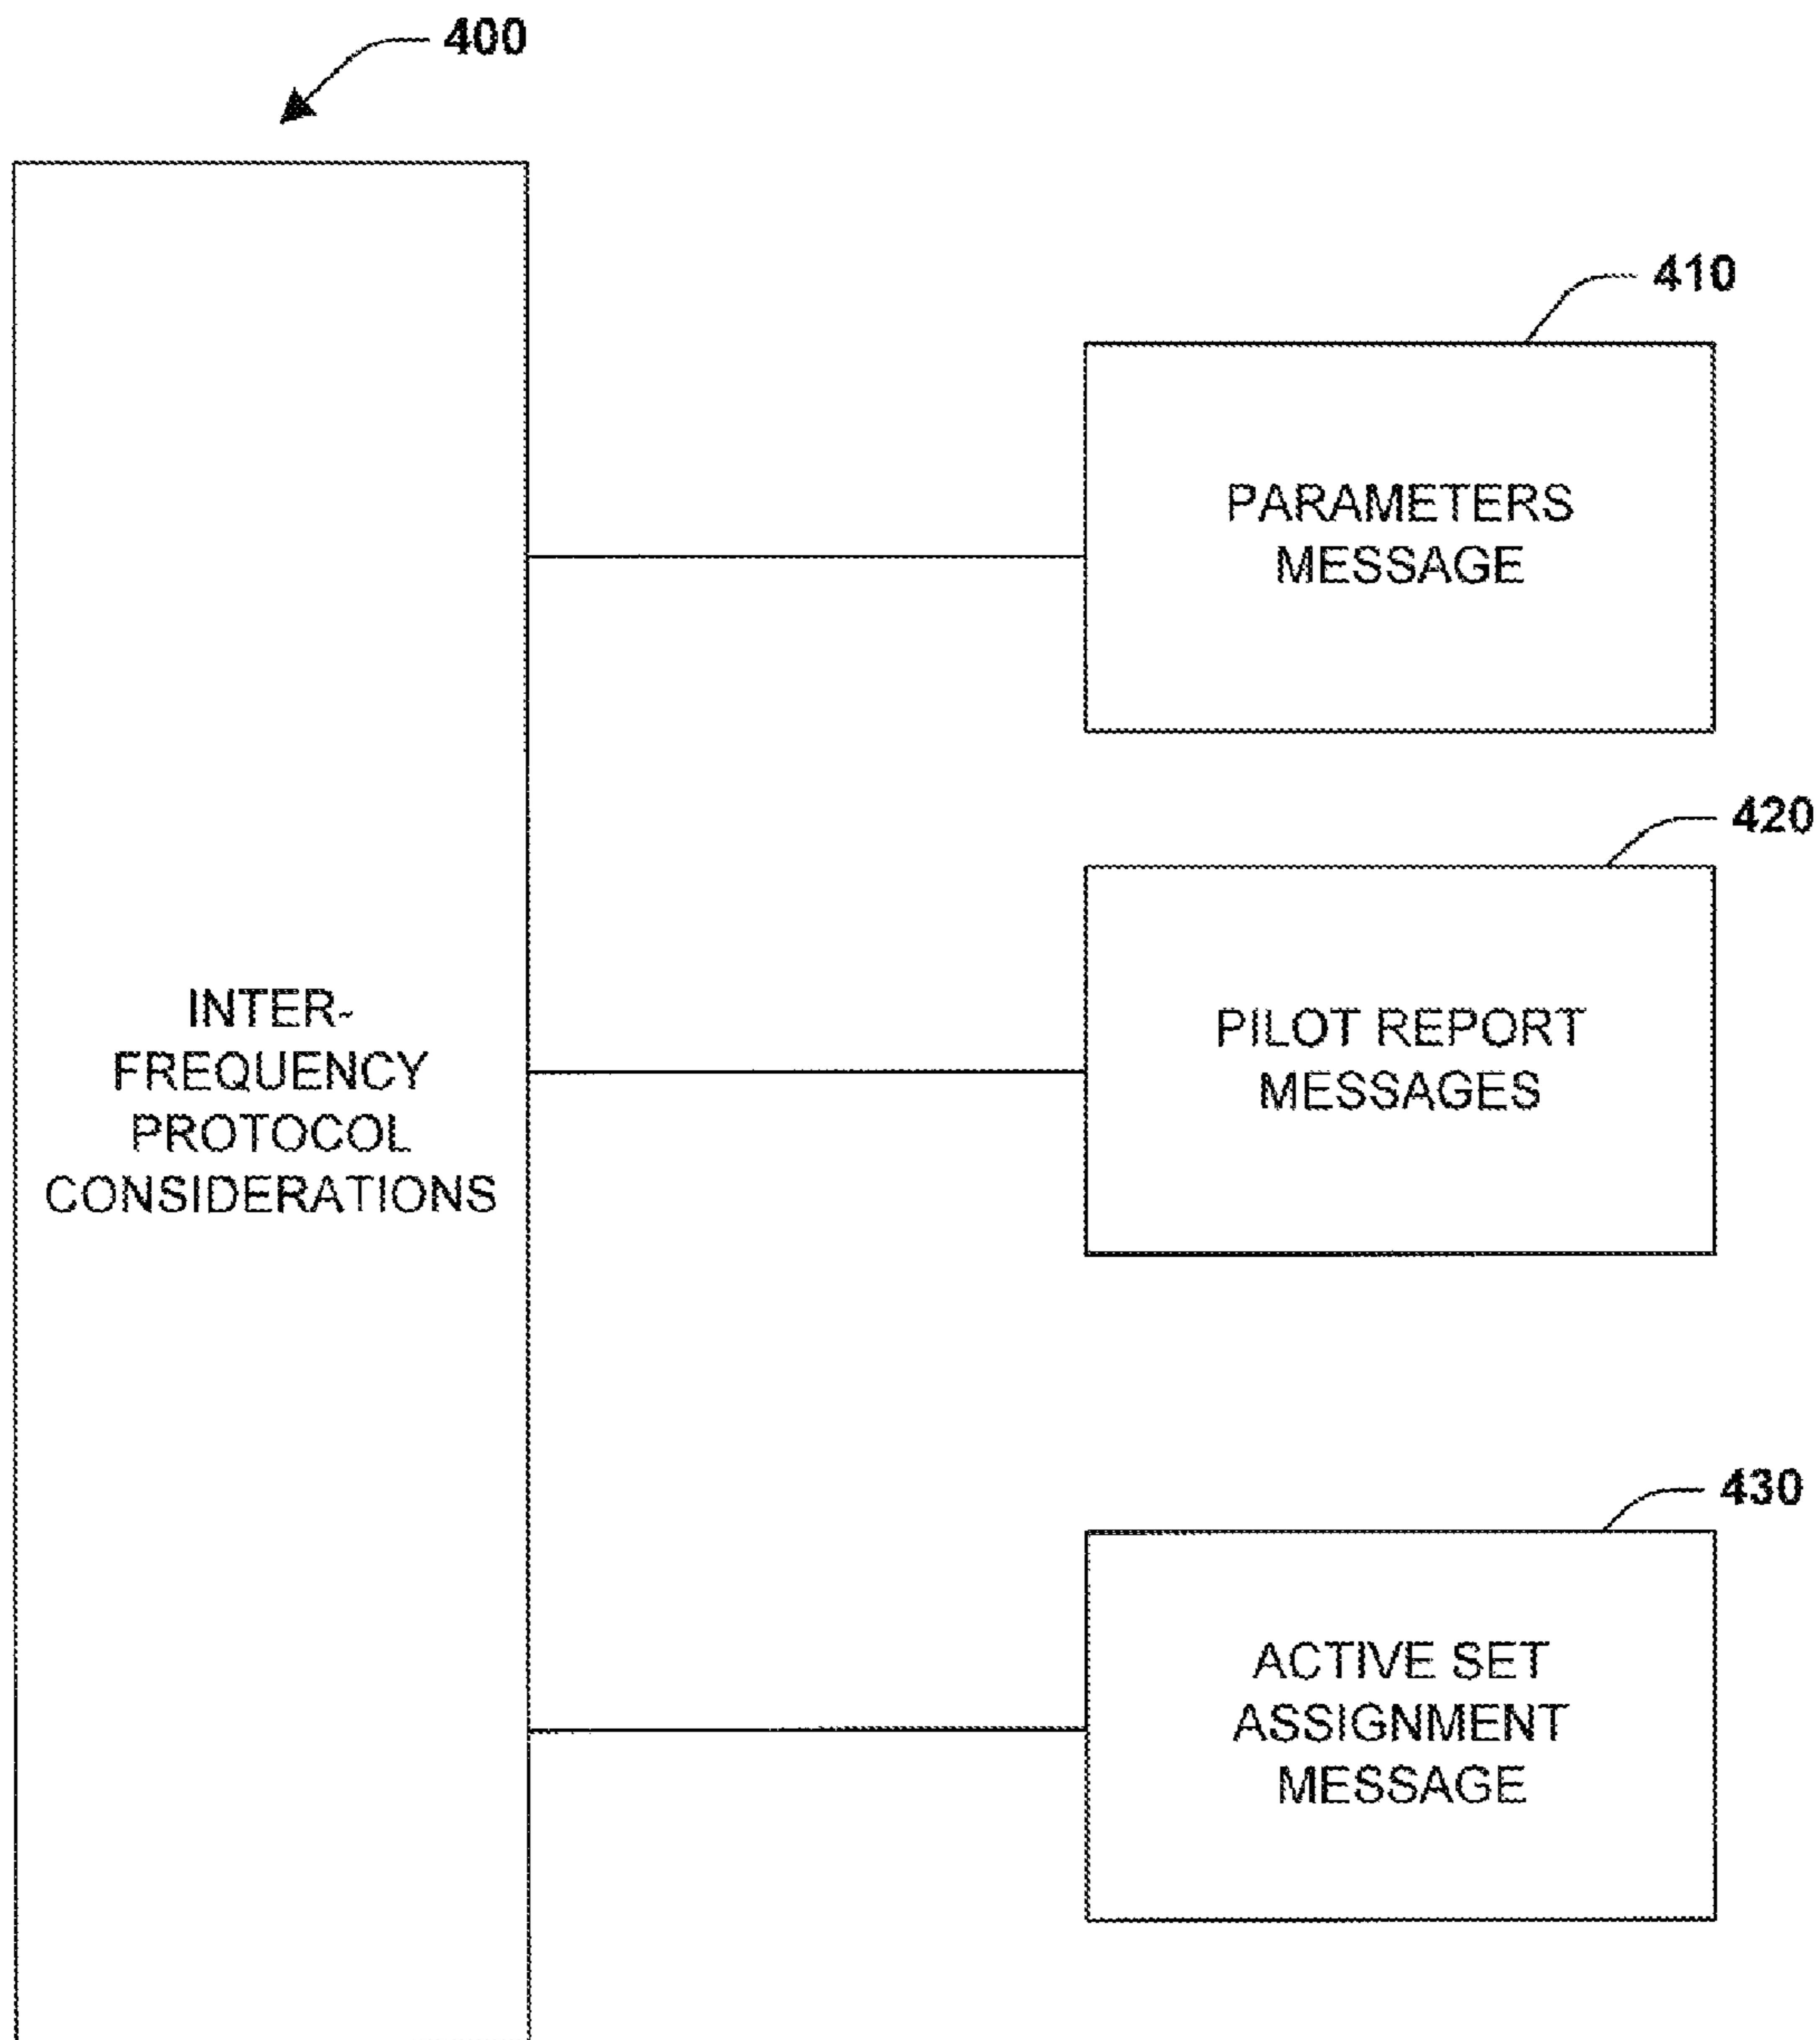 400
410
PARAMETERS
MESSAGE
420
INTER-
FREQUENCY
PROTOCOL
CONSIDERATIONS
PILOT REPORT
MESSAGES
430
ACTIVE SET
ASSIGNMENT
MESSAGE